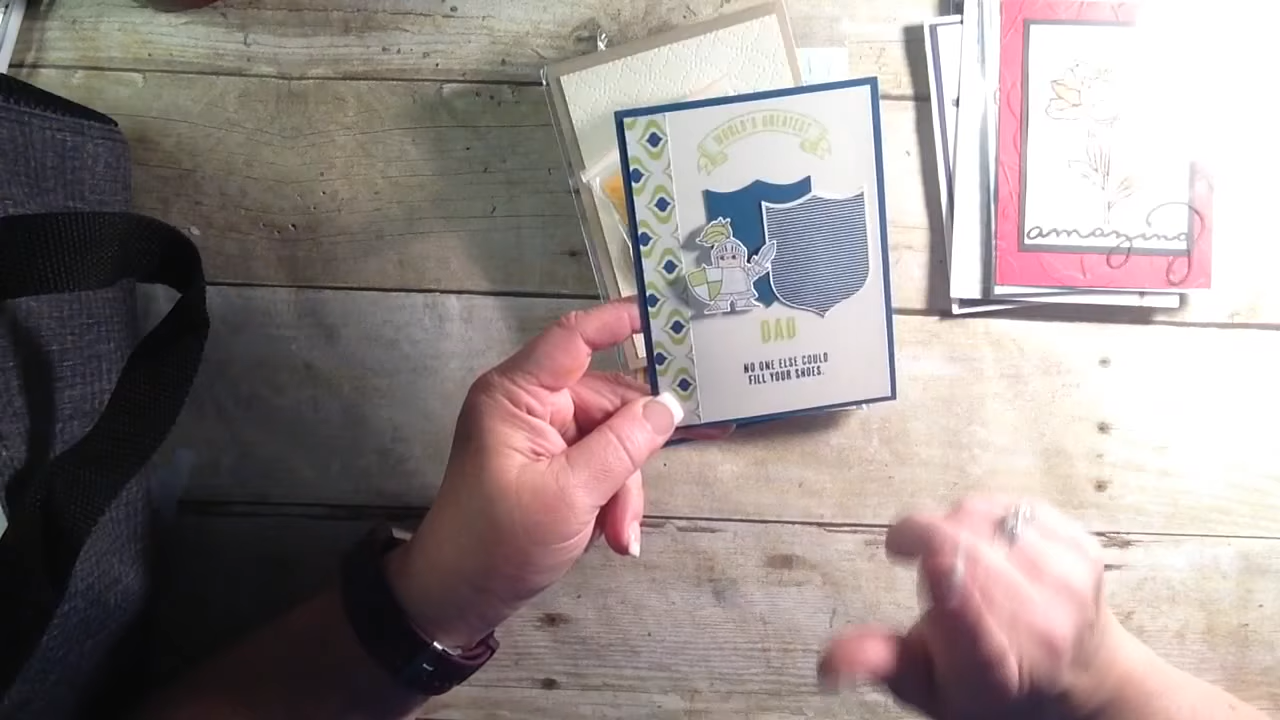 WORLD'S GREATEST
DAD
NO ONE ELSE COULD
FILL YOUR SHOES.
amazing